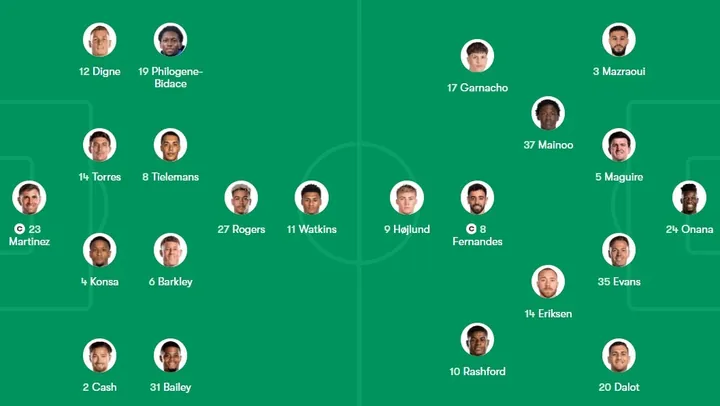 12 Digne
19 Philogene-
Bidace
17 Garnacho
3 Mazraoui
37 Mainoo
14 Torres
8 Tielemans
5 Maguire
C 23
Martinez
27 Rogers
11 Watkins
9 Højlund
C 8
Fernandes
24 Onana
4 Konsa
6 Barkley
35 Evans
14 Eriksen
10 Rashford
2 Cash
31 Bailey
20 Dalot